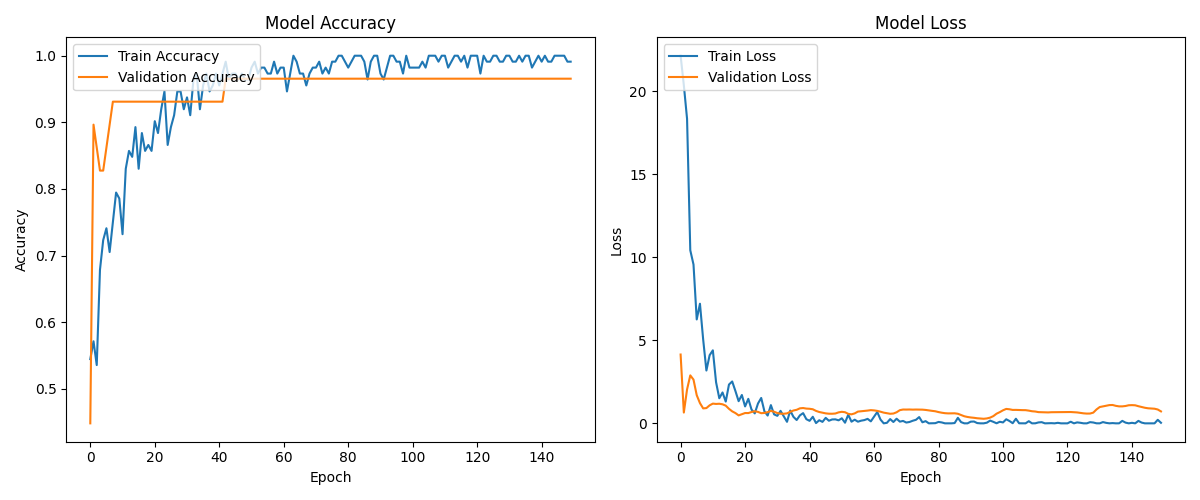 Model Accuracy
Train Accuracy
Validation Accuracy
1.0
0.9
0.8
0.7
0.6
0.5
Accuracy
0 20 40 60 80 100 120 140
Epoch
Model Loss
Train Loss
Validation Loss
20
15
10
5
0
Loss
0 20 40 60 80 100 120 140
Epoch